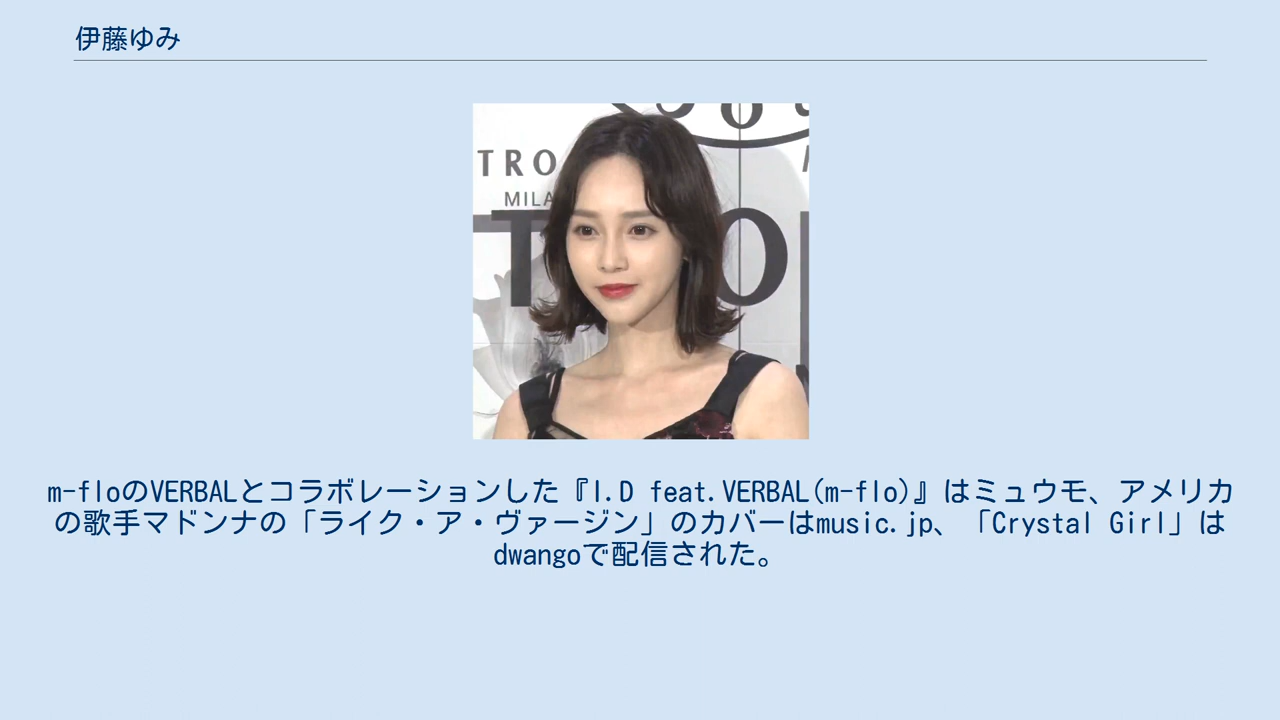 伊藤ゆみ
TRO
MILA
T
O
m-floのVERBALとコラボレーションした『I.D feat.VERBAL(m-flo)』はミュウモ、アメリカ
の歌手マドンナの「ライク・ア・ヴァージン」のカバーはmusic.jp、「Crystal Girl」は
dwangoで配信された。